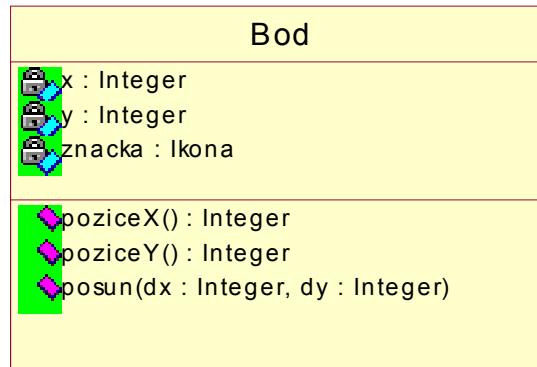 Bod
x : Integer
y : Integer
znacka : Ikona
poziceX() : Integer
poziceY() : Integer
posun(dx : Integer, dy : Integer)